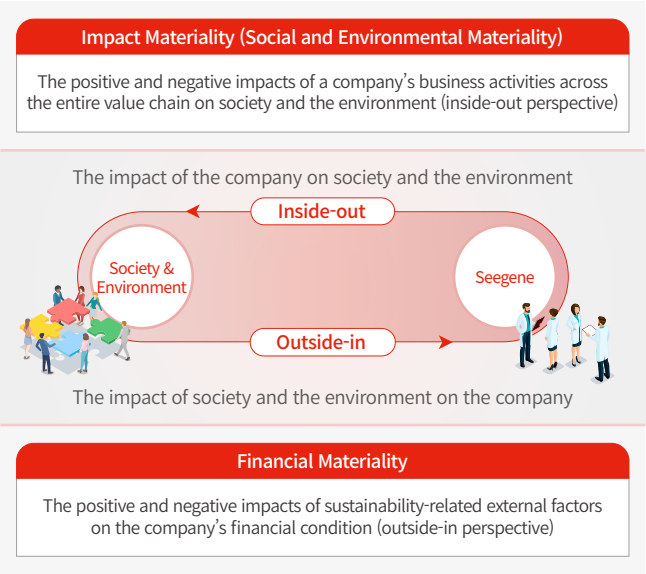 Impact Materiality (Social and Environmental Materiality)
The positive and negative impacts of a company's business activities across
the entire value chain on society and the environment (inside-out perspective)
The impact of the company on society and the environment
Inside-out
Society &
Environment
Seegene
Outside-in
The impact of society and the environment on the company
Financial Materiality
The positive and negative impacts of sustainability-related external factors
on the company's financial condition (outside-in perspective)